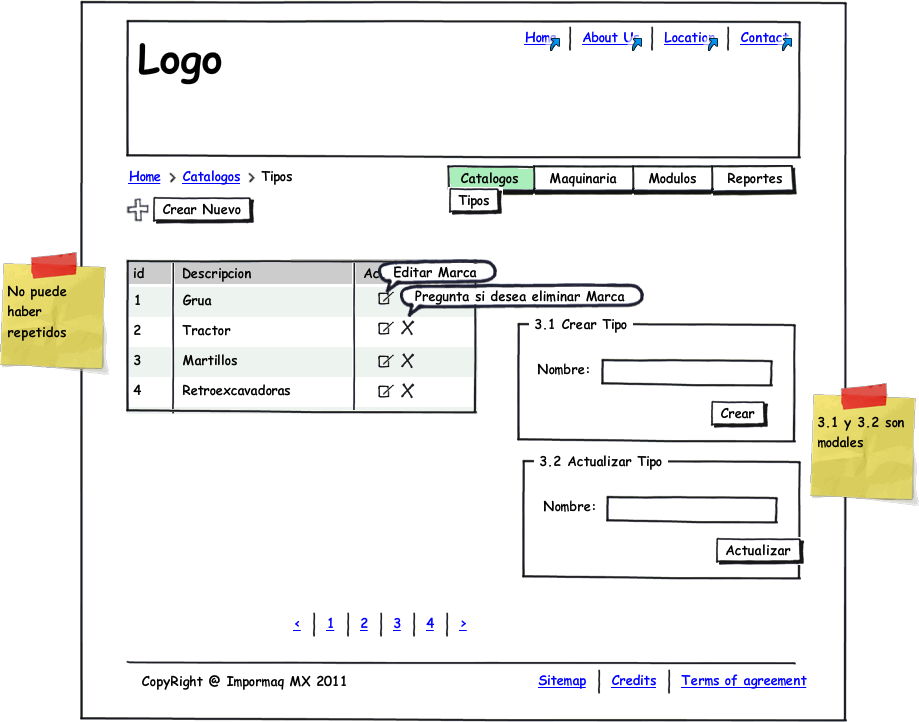 Logo
Home | About Us | Location | Contact
Home > Catalogos > Tipos
Catalogos Maquinaria Modulos Reportes
Tipos
Crear Nuevo
No puede
haber
repetidos
id Descripcion Ac
Editar Marca
Pregunta si desea eliminar Marca
1 Grua
2 Tractor X
3 Martillos X
4 Retroexcavadoras X
3.1 Crear Tipo
Nombre:
Crear
3.2 Actualizar Tipo
Nombre:
Actualizar
3.1 y 3.2 son
modales
< | 1 | 2 | 3 | 4 | >
CopyRight @ Impormaq MX 2011
Sitemap | Credits | Terms of agreement